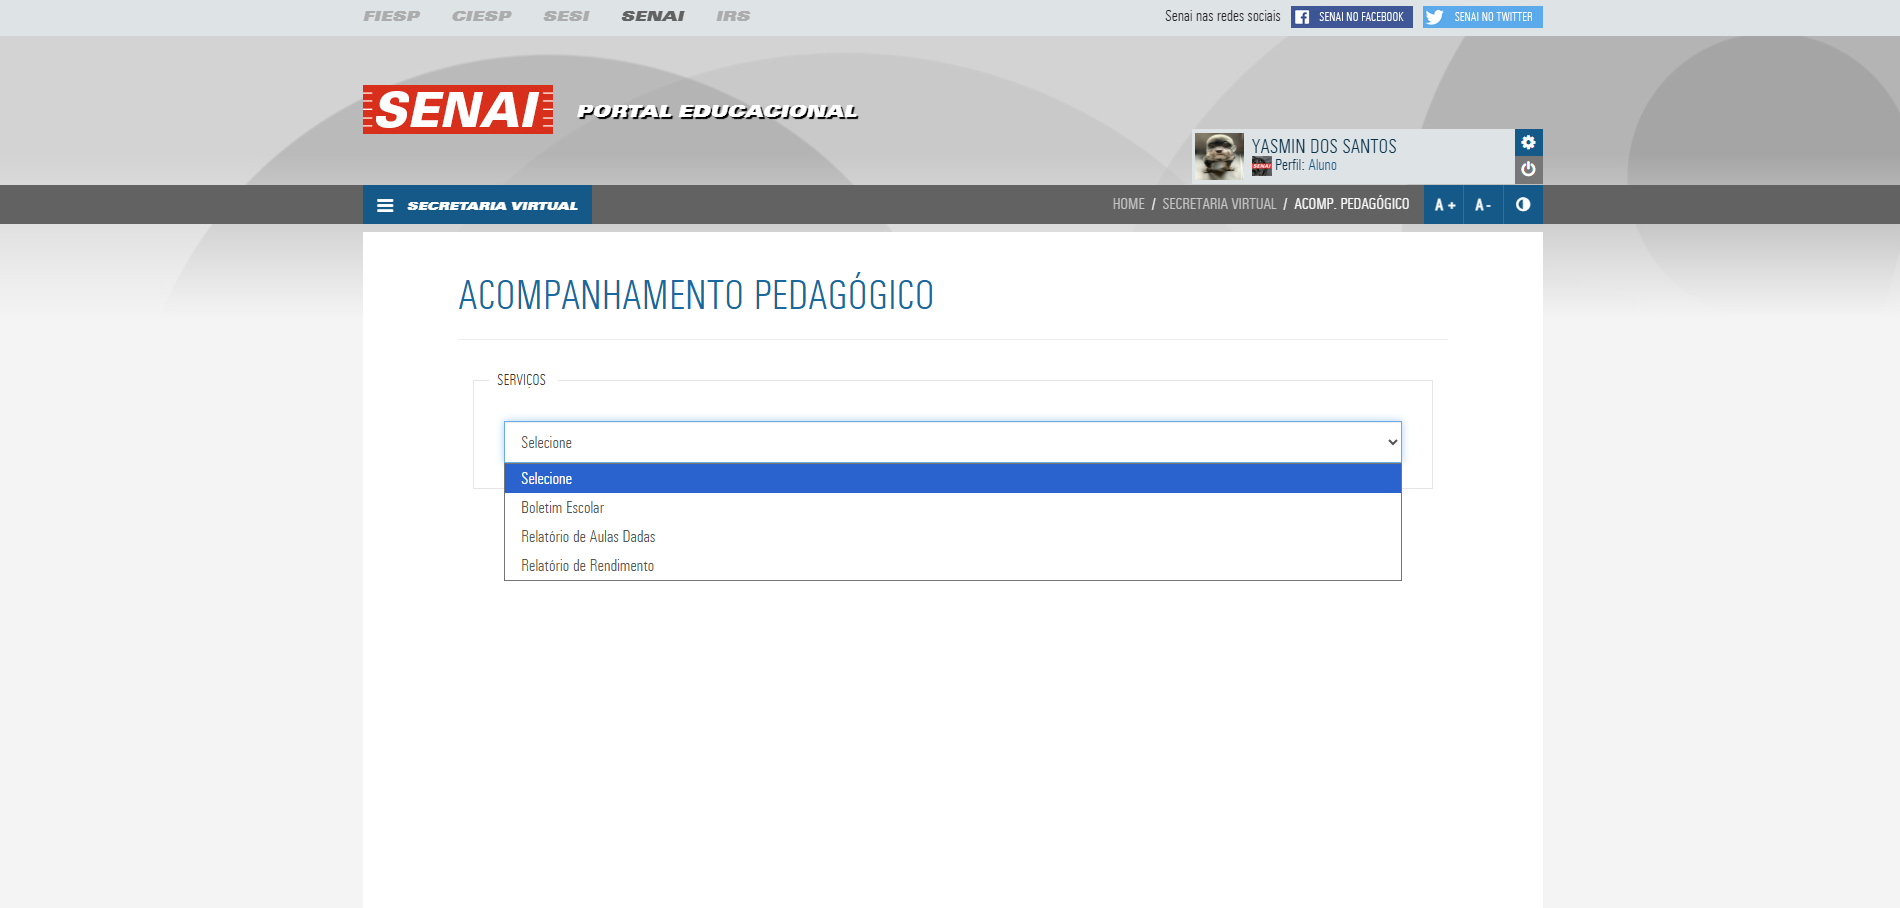 FIESP CIESP SESI SENAI IRS
Senai nas redes sociais SENAI NO FACEBOOK SENAI NO TWITTER
SENAI PORTAL EDUCACIONAL
YASMIN DOS SANTOS
SENAI Perfil: Aluno
SECRETARIA VIRTUAL
HOME / SECRETARIA VIRTUAL / ACOMP. PEDAGÓGICO A + A -
ACOMPANHAMENTO PEDAGÓGICO
SERVIÇOS
Selecione
Selecione
Boletim Escolar
Relatório de Aulas Dadas
Relatório de Rendimento